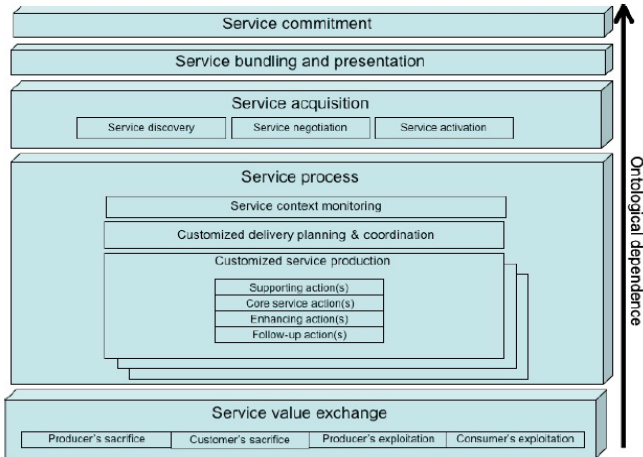 Service commitment
Service bundling and presentation
Service acquisition
Service discovery
Service negotiation
Service activation
Service process
Service context monitoring
Customized delivery planning & coordination
Customized service production
Supporting action(s)
Core service action(s)
Enhancing action(s)
Follow-up action(s)
Service value exchange
Producer's sacrifice
Customer's sacrifice
Producer's exploitation
Consumer's exploitation
Ontological dependence